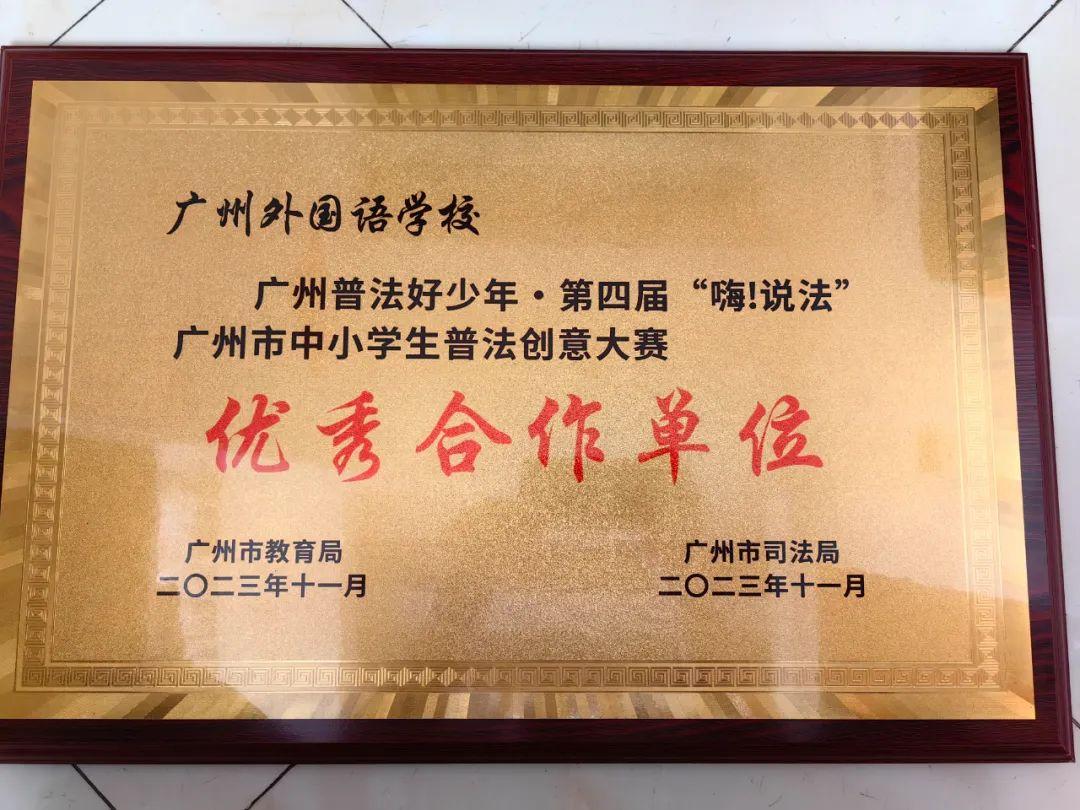 广州外国语学校
广州普法好少年·第四届“嗨!说法”
广州市中小学生普法创意大赛
优秀合作单位
广州市教育局
二〇二三年十一月
广州市司法局
二〇二三年十一月